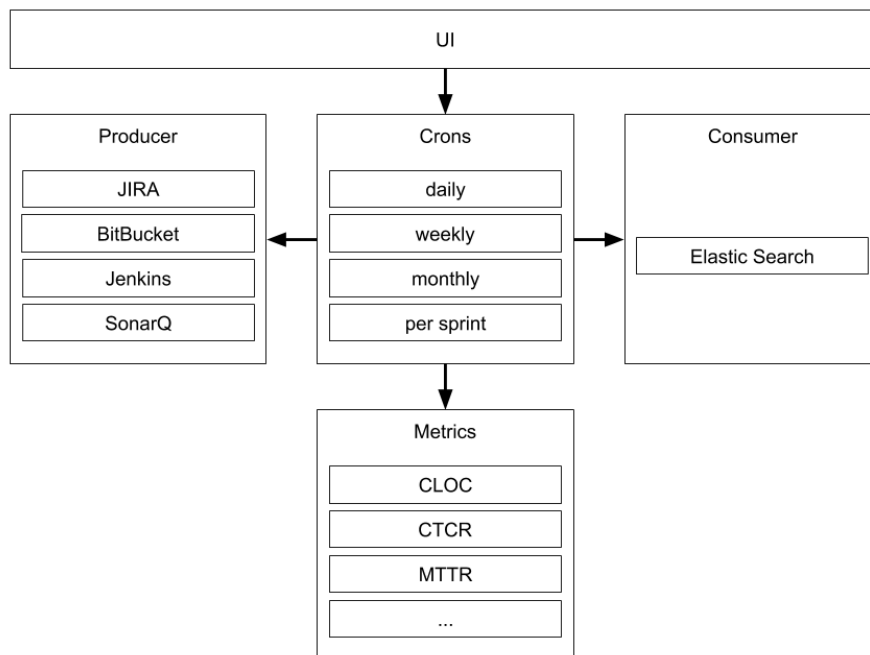 UI
Producer
JIRA
BitBucket
Jenkins
SonarQ
Crons
daily
weekly
monthly
per sprint
Consumer
Elastic Search
Metrics
CLOC
CTCR
MTTR
...